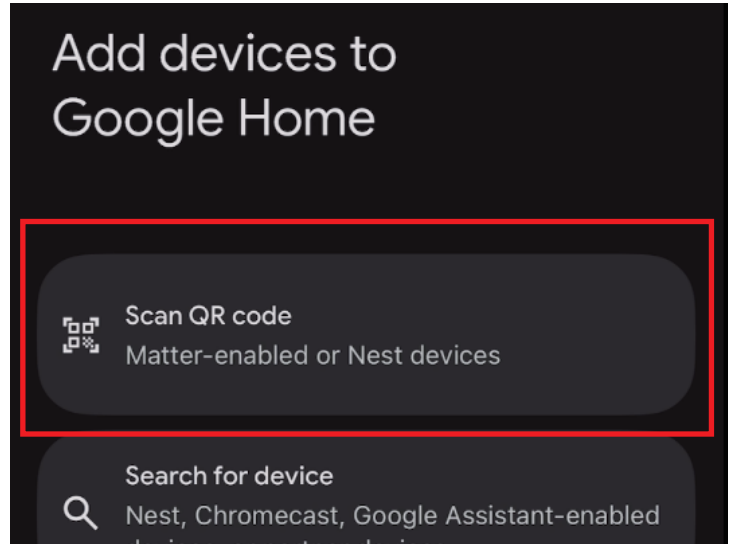 Add devices to
Google Home
Scan QR code
Matter-enabled or Nest devices
Search for device
Nest, Chromecast, Google Assistant-enabled